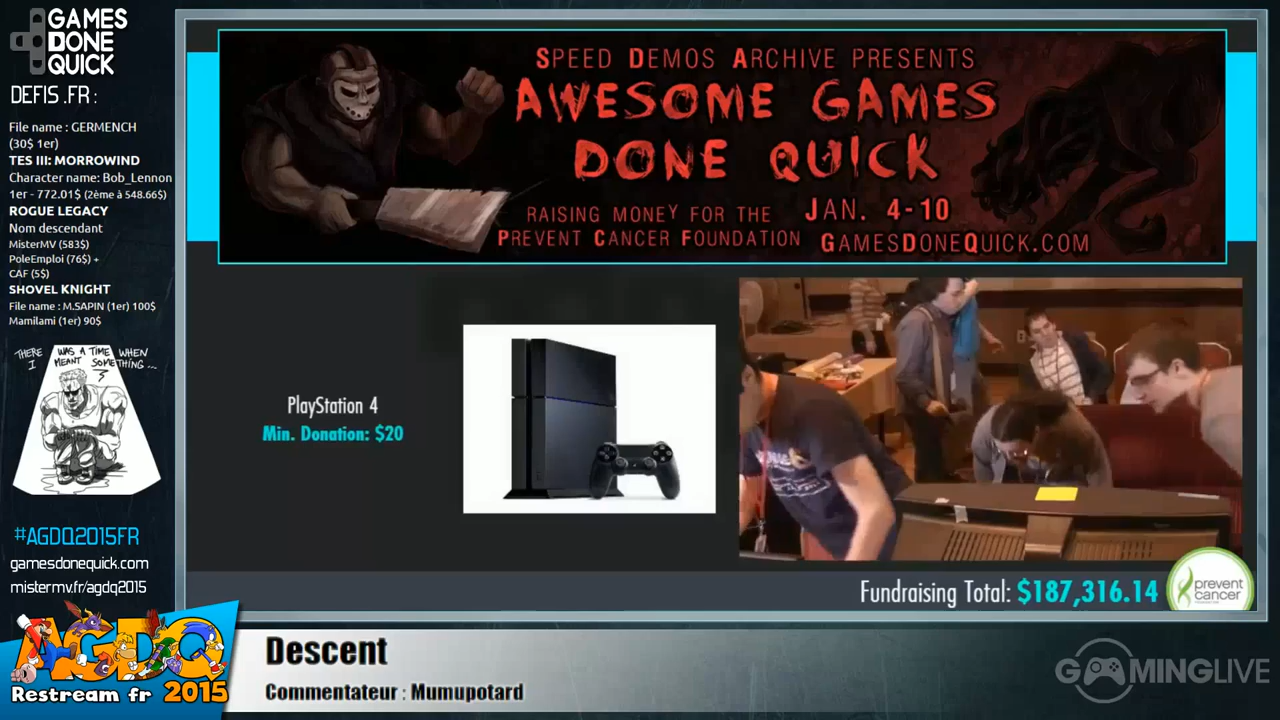 GAMES
DONE
QUICK
DEFIS .FR :
File name : GERMENCH
(30$ 1er)
TES III: MORROWIND
Character name: Bob_Lennon
1er - 772.01$ (2ème à 548.66$)
ROGUE LEGACY
Nom descendant
MisterMV (583$)
PoleEmploi (76$) +
CAF (5$)
SHOVEL KNIGHT
File name : M.SAPIN (1er) 100$
Mamilami (1er) 90$
THERE WAS A TIME WHEN
I MEANT SOMETHING...
#AGDQ2015FR
gamesdonequick.com
mistermv.fr/agdq2015
AGDQ
Restream fr 2015
SPEED DEMOS ARCHIVE PRESENTS
AWESOME GAMES
DONE QUICK
RAISING MONEY FOR THE
PREVENT CANCER FOUNDATION
JAN. 4-10
GAMESDONEQUICK.COM
PlayStation 4
Min. Donation: $20
Fundraising Total: $187,316.14
prevent
cancer
Descent
Commentateur : Mumupotard
GAMINGLIVE